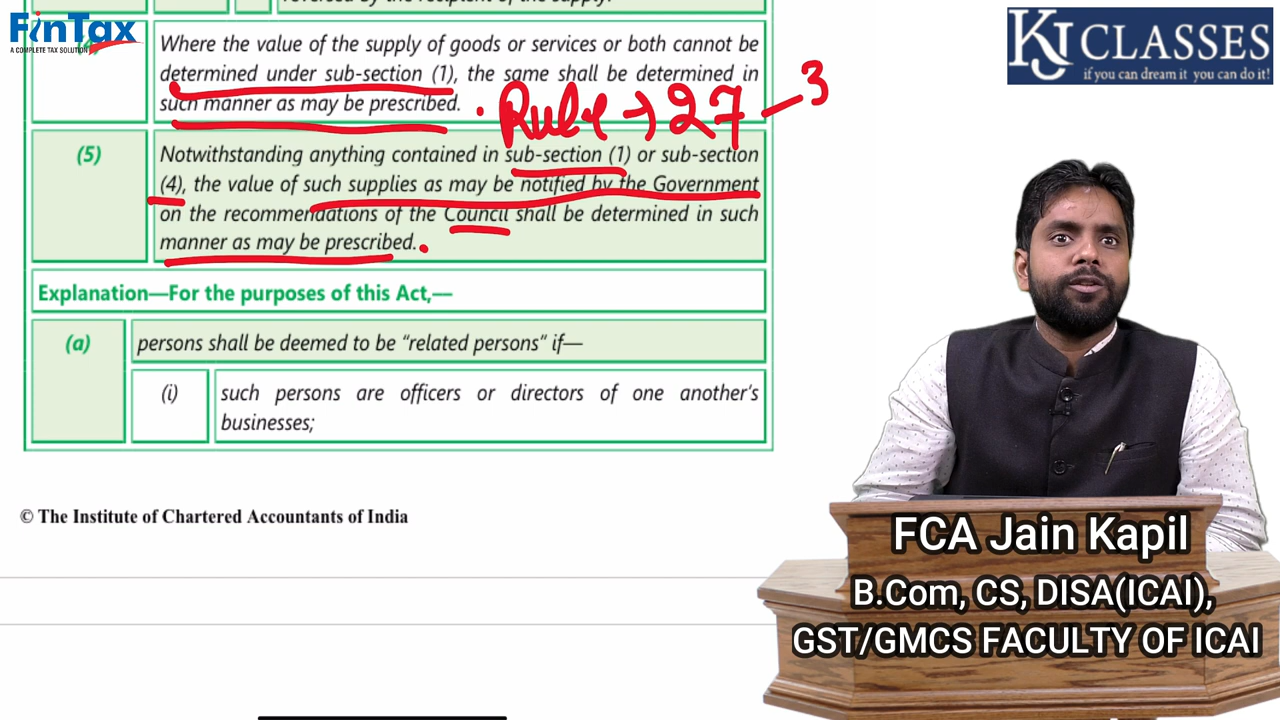 FinTax
A COMPLETE TAX SOLUTION
reversed by the recipient of the supply.
Where the value of the supply of goods or services or both cannot be
determined under sub-section (1), the same shall be determined in
such manner as may be prescribed.
Rule → 27 – 3
(5)
Notwithstanding anything contained in sub-section (1) or sub-section
(4), the value of such supplies as may be notified by the Government
on the recommendations of the Council shall be determined in such
manner as may be prescribed.
Explanation—For the purposes of this Act,—
(a)
persons shall be deemed to be “related persons” if—
(i)
such persons are officers or directors of one another’s
businesses;
© The Institute of Chartered Accountants of India
KJ CLASSES
if you can dream it you can do it!
FCA Jain Kapil
B.Com, CS, DISA(ICAI),
GST/GMCS FACULTY OF ICAI